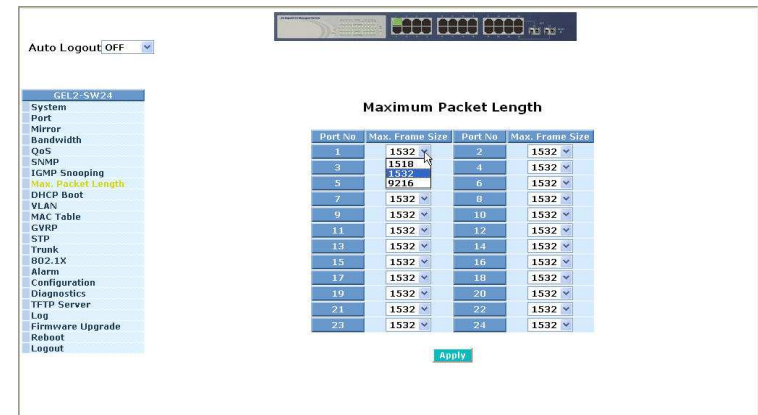 Auto Logout OFF
GEL2-SW24
System
Port
Mirror
Bandwidth
QoS
SNMP
IGMP Snooping
Max. Packet Length
DHCP Boot
VLAN
MAC Table
GVRP
STP
Trunk
802.1X
Alarm
Configuration
Diagnostics
TFTP Server
Log
Firmware Upgrade
Reboot
Logout
Maximum Packet Length
Port No Max. Frame Size Port No Max. Frame Size
1 1532 2 1532
3 1518 4 1532
1532
5 9216 6 1532
7 1532 8 1532
9 1532 10 1532
11 1532 12 1532
13 1532 14 1532
15 1532 16 1532
17 1532 18 1532
19 1532 20 1532
21 1532 22 1532
23 1532 24 1532
Apply